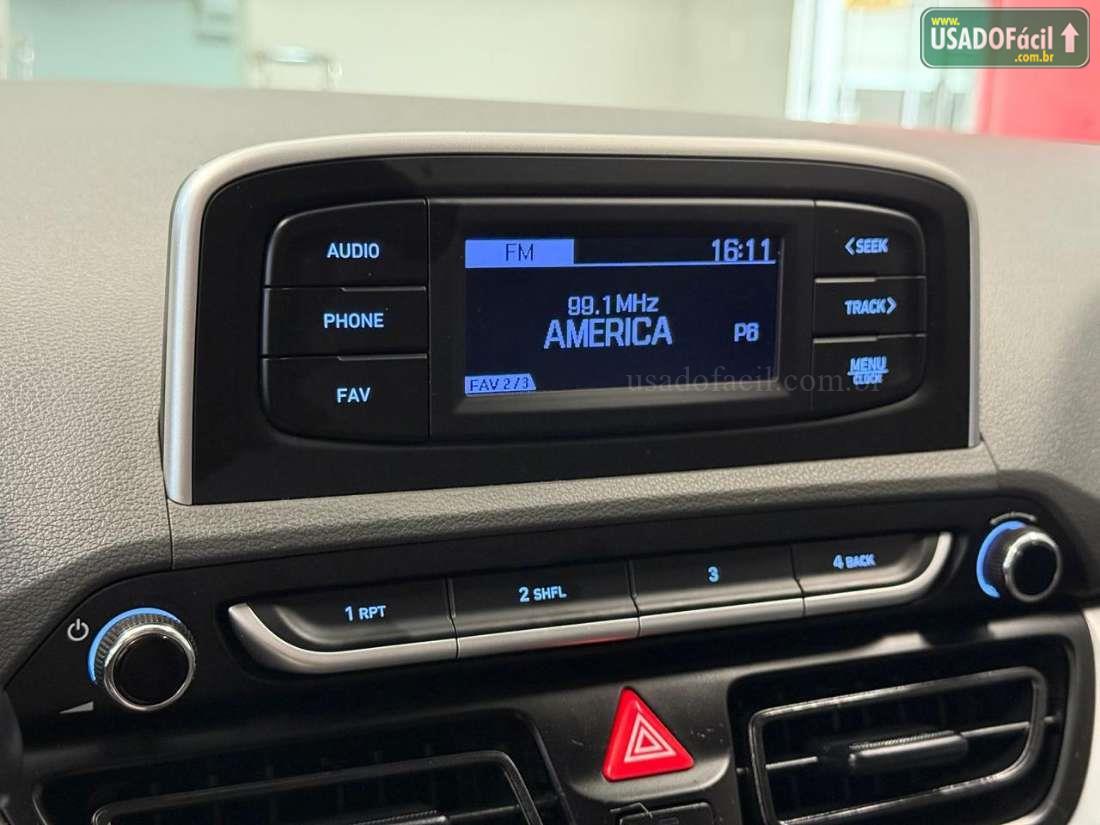 www.
USADOFácil
.com.br
AUDIO
PHONE
FAV
FM 16:11
99.1 MHz
AMERICA P6
FAV 2/3
<SEEK
TRACK>
MENU
CLOCK
usadofacil.com.br
1 RPT
2 SHFL
3
4 BACK